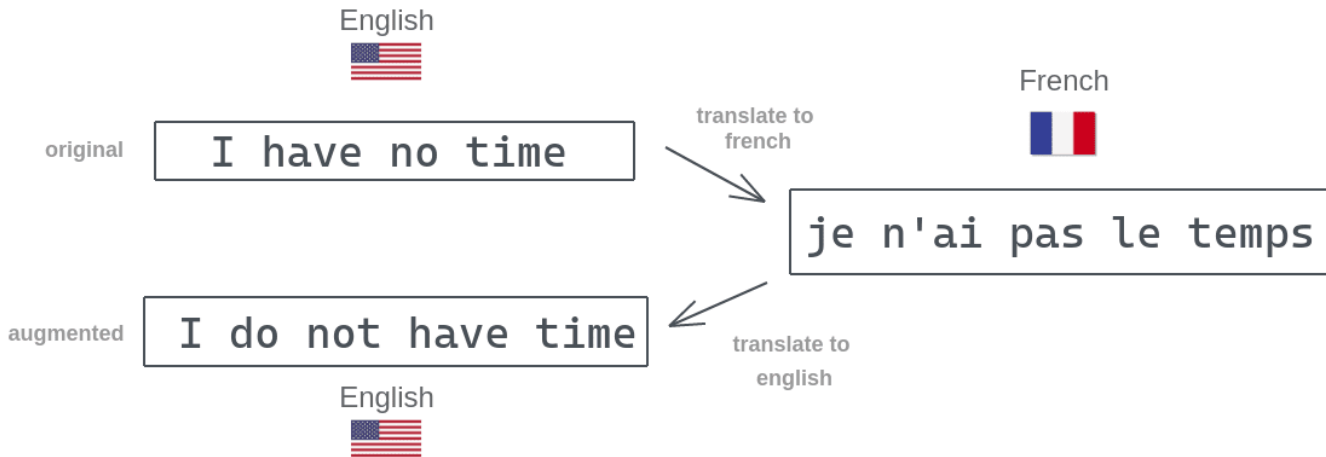 English
original
I have no time
translate to
french
French
je n'ai pas le temps
augmented
I do not have time
translate to
english
English